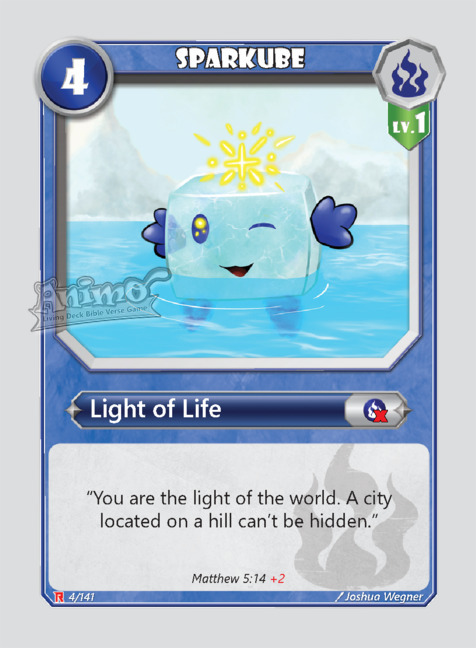 SPARKUBE
4
LV.1
Animo
Living Deck Bible Verse Game
Light of Life
“You are the light of the world. A city
located on a hill can’t be hidden.”
Matthew 5:14 +2
R 4/141
Joshua Wegner